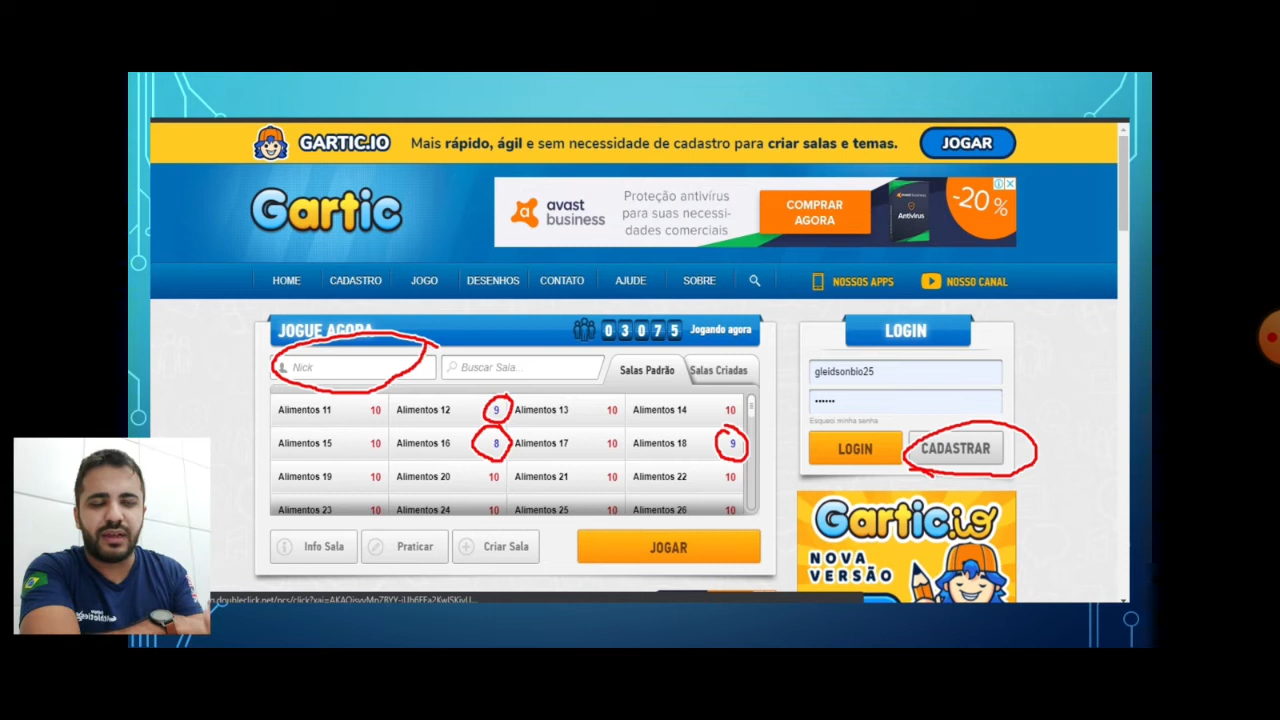 GARTIC.IO Mais rápido, ágil e sem necessidade de cadastro para criar salas e temas. JOGAR
Gartic
avast business
Proteção antivírus
para suas necessi-
dades comerciais
COMPRAR
AGORA
Antivirus
-20%
HOME CADASTRO JOGO DESENHOS CONTATO AJUDE SOBRE NOSSOS APPS NOSSO CANAL
JOGUE AGORA 03075 Jogando agora
Nick Buscar Sala... Salas Padrão Salas Criadas
Alimentos 11 10 Alimentos 12 9 Alimentos 13 10 Alimentos 14 10
Alimentos 15 10 Alimentos 16 8 Alimentos 17 10 Alimentos 18 9
Alimentos 19 10 Alimentos 20 10 Alimentos 21 10 Alimentos 22 10
Alimentos 23 10 Alimentos 24 10 Alimentos 25 10 Alimentos 26 10
Info Sala Praticar Criar Sala JOGAR
LOGIN
gleidsonbio25
••••••
Esqueci minha senha
LOGIN CADASTRAR
Gartic.io
NOVA
VERSÃO